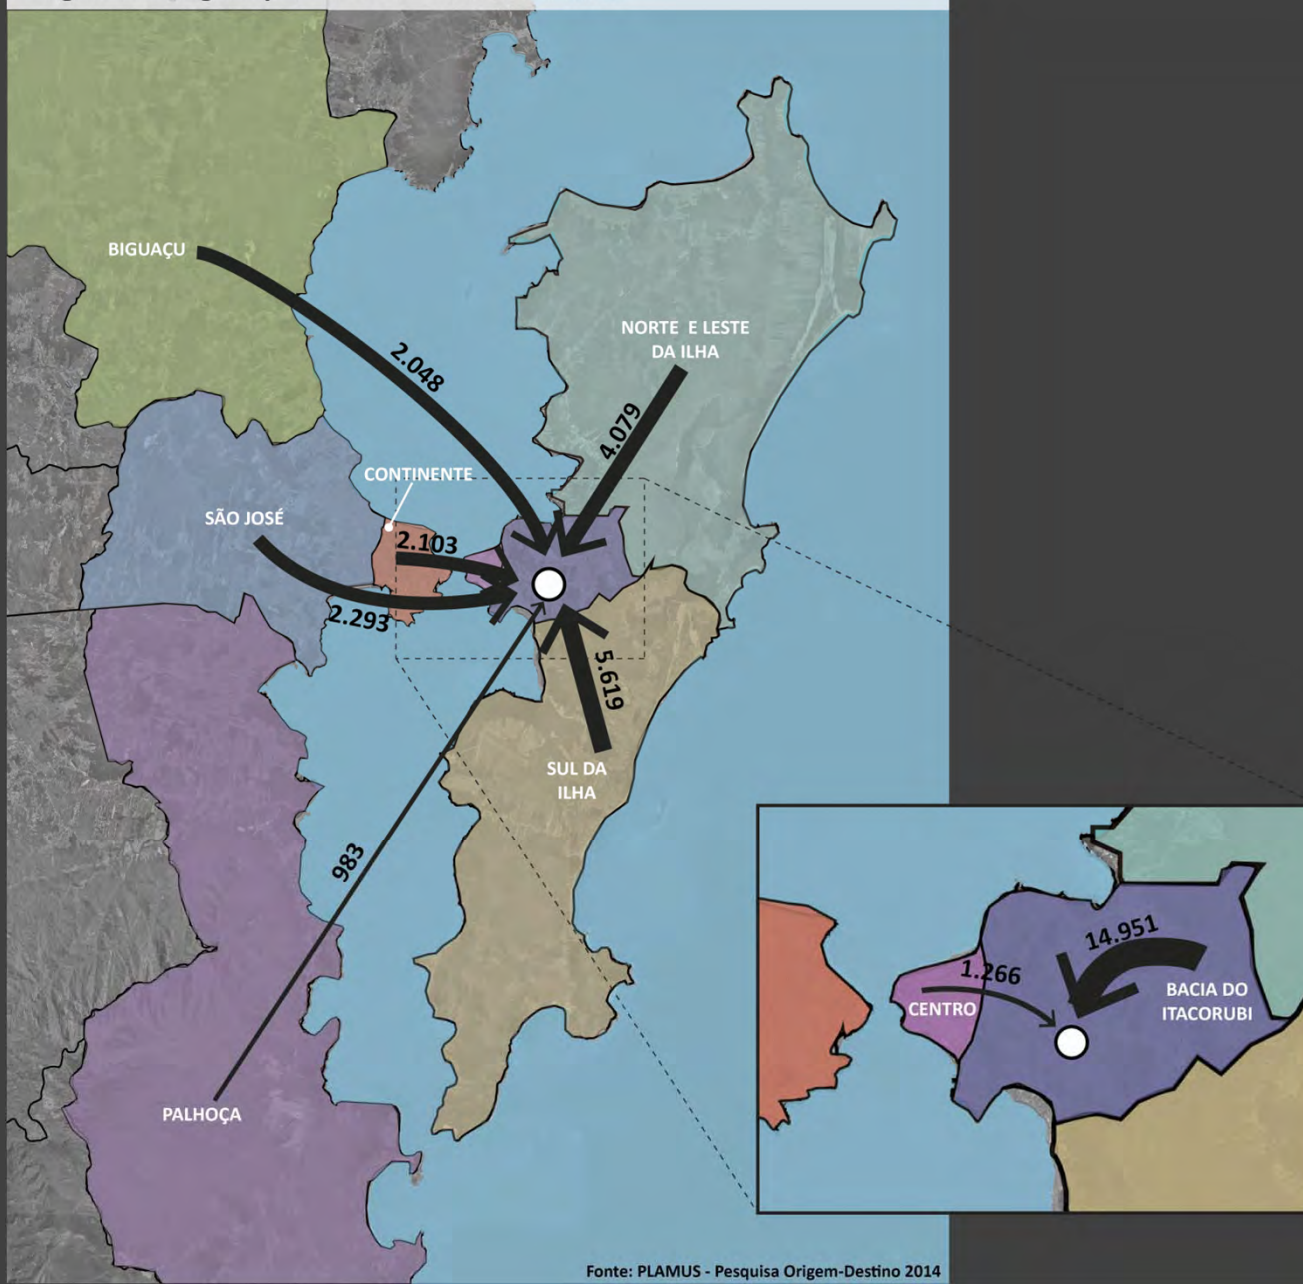 BIGUAÇU
2.048
NORTE E LESTE
DA ILHA
4.079
CONTINENTE
SÃO JOSÉ
2.103
2.293
5.619
SUL DA
ILHA
983
PALHOÇA
14.951
1.266
CENTRO
BACIA DO
ITACORUBI
Fonte: PLAMUS - Pesquisa Origem-Destino 2014